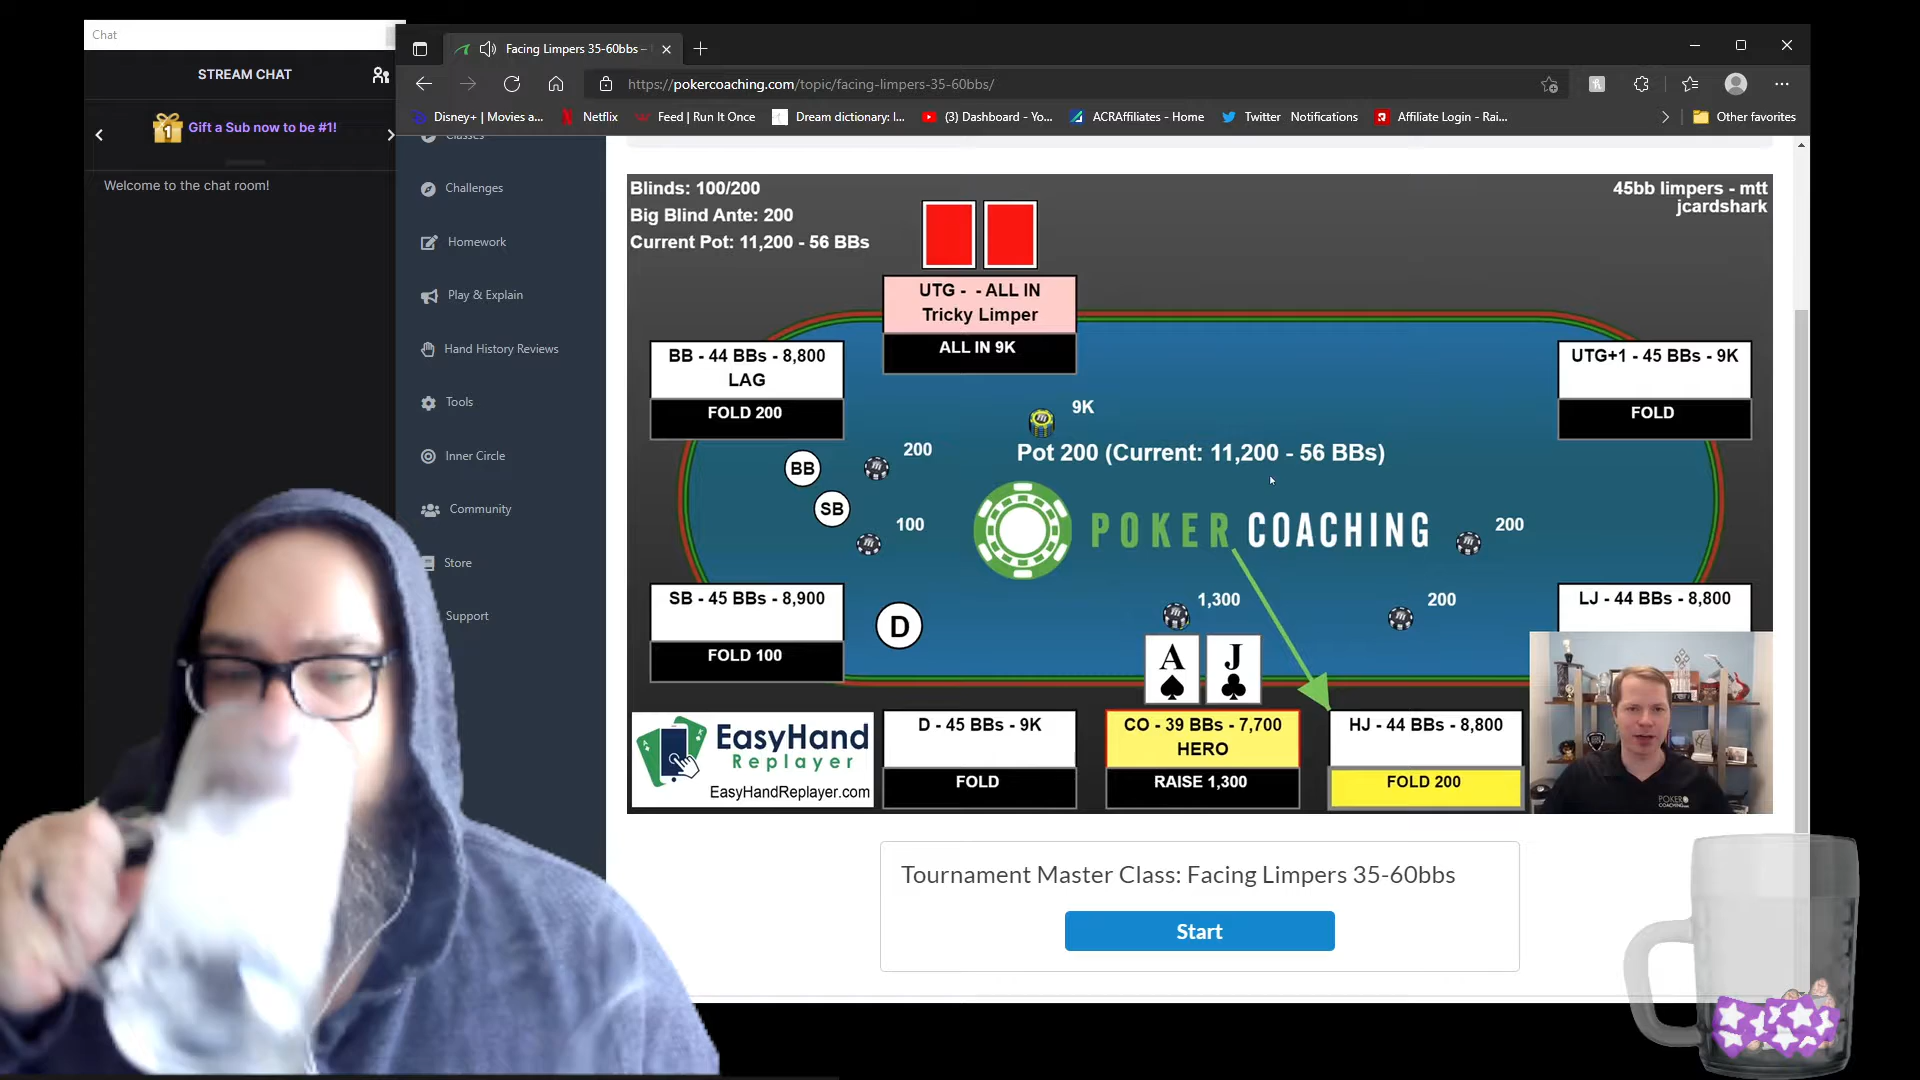 Chat
STREAM CHAT
1
Gift a Sub now to be #1!
Welcome to the chat room!
Facing Limpers 35-60bbs –
https://pokercoaching.com/topic/facing-limpers-35-60bbs/
Disney+ | Movies a...
Netflix
Feed | Run It Once
Dream dictionary: I...
(3) Dashboard - Yo...
ACRAffiliates - Home
Twitter
Notifications
Affiliate Login - Rai...
Other favorites
Classes
Challenges
Homework
Play & Explain
Hand History Reviews
Tools
Inner Circle
Community
Store
Support
Blinds: 100/200
Big Blind Ante: 200
Current Pot: 11,200 - 56 BBs
45bb limpers - mtt
jcardshark
UTG - - ALL IN
Tricky Limper
ALL IN 9K
BB - 44 BBs - 8,800
LAG
FOLD 200
UTG+1 - 45 BBs - 9K
FOLD
9K
200
Pot 200 (Current: 11,200 - 56 BBs)
BB
SB
100
POKER COACHING
200
SB - 45 BBs - 8,900
FOLD 100
D
1,300
200
LJ - 44 BBs - 8,800
A
J
EasyHand
Replayer
EasyHandReplayer.com
D - 45 BBs - 9K
FOLD
CO - 39 BBs - 7,700
HERO
RAISE 1,300
HJ - 44 BBs - 8,800
FOLD 200
POKER
COACHING
Tournament Master Class: Facing Limpers 35-60bbs
Start